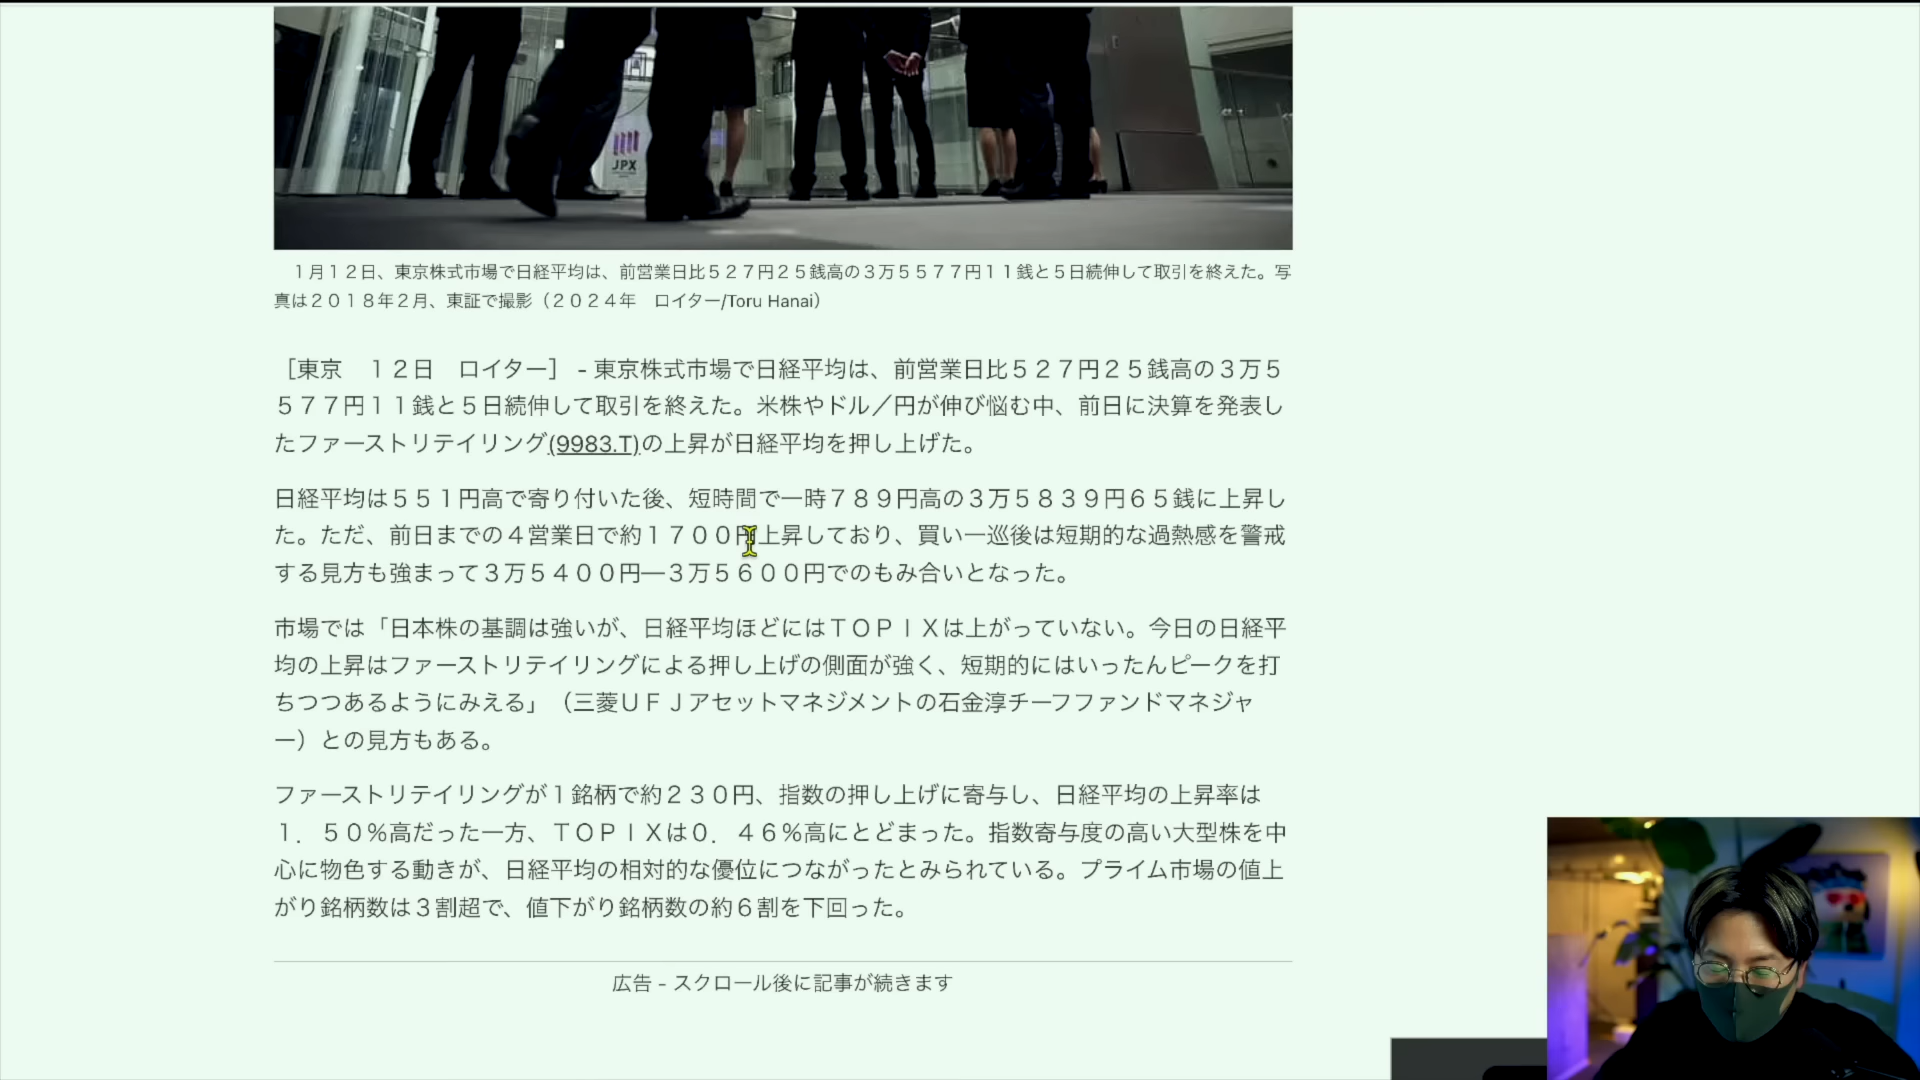 JPX
１月１２日、東京株式市場で日経平均は、前営業日比５２７円２５銭高の３万５５７７円１１銭と５日続伸して取引を終えた。写
真は２０１８年２月、東証で撮影（２０２４年　ロイター/Toru Hanai）
［東京　１２日　ロイター］ - 東京株式市場で日経平均は、前営業日比５２７円２５銭高の３万５
５７７円１１銭と５日続伸して取引を終えた。米株やドル／円が伸び悩む中、前日に決算を発表し
たファーストリテイリング(9983.T)の上昇が日経平均を押し上げた。
日経平均は５５１円高で寄り付いた後、短時間で一時７８９円高の３万５８３９円６５銭に上昇し
た。ただ、前日までの４営業日で約１７００円上昇しており、買い一巡後は短期的な過熱感を警戒
する見方も強まって３万５４００円―３万５６００円でのもみ合いとなった。
市場では「日本株の基調は強いが、日経平均ほどにはＴＯＰＩＸは上がっていない。今日の日経平
均の上昇はファーストリテイリングによる押し上げの側面が強く、短期的にはいったんピークを打
ちつつあるようにみえる」（三菱ＵＦＪアセットマネジメントの石金淳チーフファンドマネジャ
ー）との見方もある。
ファーストリテイリングが１銘柄で約２３０円、指数の押し上げに寄与し、日経平均の上昇率は
１．５０％高だった一方、ＴＯＰＩＸは０．４６％高にとどまった。指数寄与度の高い大型株を中
心に物色する動きが、日経平均の相対的な優位につながったとみられている。プライム市場の値上
がり銘柄数は３割超で、値下がり銘柄数の約６割を下回った。
広告 - スクロール後に記事が続きます